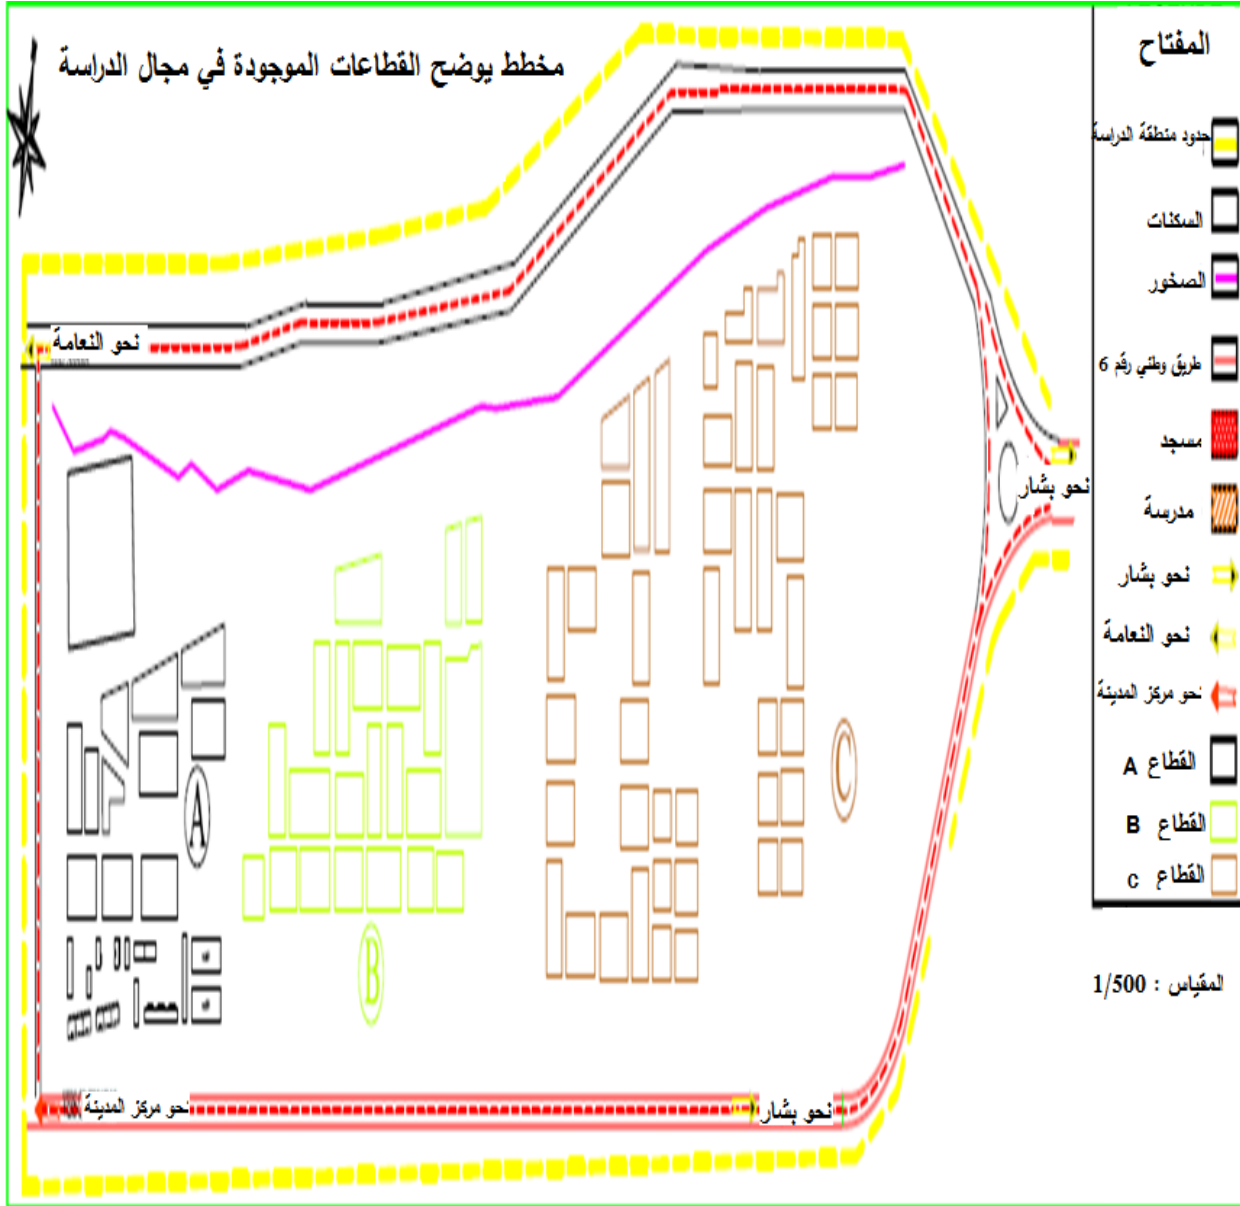 مخطط يوضح القطاعات الموجودة في مجال الدراسة
نحو النعامة
نحو بشار
A
B
C
نحو مركز المدينة
نحو بشار
المفتاح
حدود منطقة الدراسة
السكنات
الصخور
طريق وطني رقم 6
مسجد
مدرسة
نحو بشار
نحو النعامة
نحو مركز المدينة
القطاع A
القطاع B
القطاع C
المقياس : 1/500